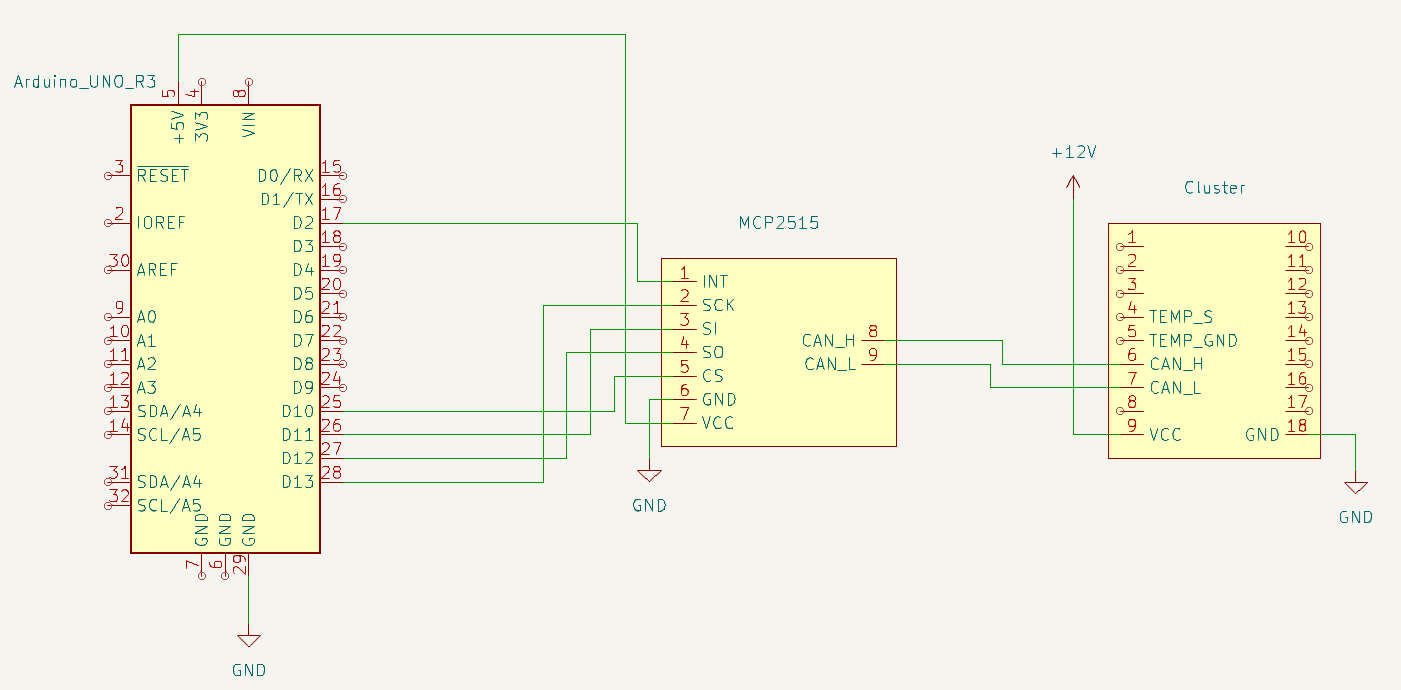 Arduino_UNO_R3
5 4 8
+5V 3V3 VIN
3 RESET
2 IOREF
30 AREF
9 A0
10 A1
11 A2
12 A3
13 SDA/A4
14 SCL/A5
31 SDA/A4
32 SCL/A5
D0/RX 15
D1/TX 16
D2 17
D3 18
D4 19
D5 20
D6 21
D7 22
D8 23
D9 24
D10 25
D11 26
D12 27
D13 28
GND GND GND
7 6 29
GND
MCP2515
1 INT
2 SCK
3 SI
4 SO
5 CS
6 GND
7 VCC
CAN_H 8
CAN_L 9
GND
+12V
Cluster
1
2
3
4 TEMP_S
5 TEMP_GND
6 CAN_H
7 CAN_L
8
9 VCC
10
11
12
13
14
15
16
17
GND 18
GND